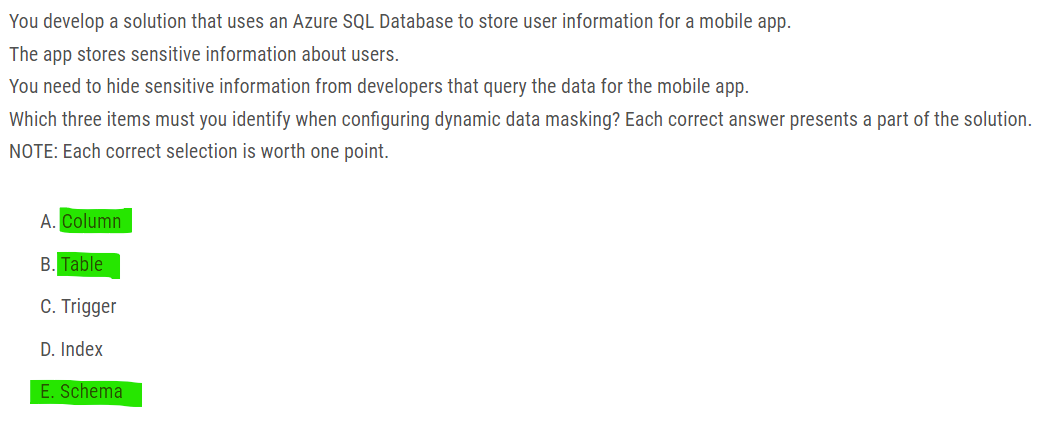 You develop a solution that uses an Azure SQL Database to store user information for a mobile app.
The app stores sensitive information about users.
You need to hide sensitive information from developers that query the data for the mobile app.
Which three items must you identify when configuring dynamic data masking? Each correct answer presents a part of the solution.
NOTE: Each correct selection is worth one point.
A. Column
B. Table
C. Trigger
D. Index
E. Schema